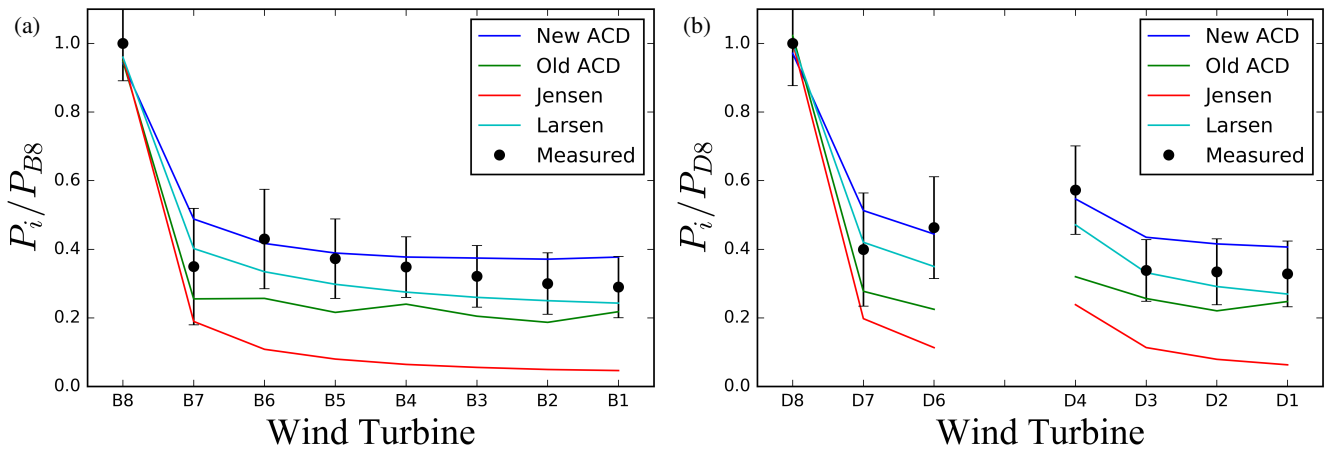 (a)
1.0
0.8
0.6
0.4
0.2
0.0
P_i/P_B8
New ACD
Old ACD
Jensen
Larsen
Measured
B8 B7 B6 B5 B4 B3 B2 B1
Wind Turbine
(b)
1.0
0.8
0.6
0.4
0.2
0.0
P_i/P_D8
New ACD
Old ACD
Jensen
Larsen
Measured
D8 D7 D6 D4 D3 D2 D1
Wind Turbine